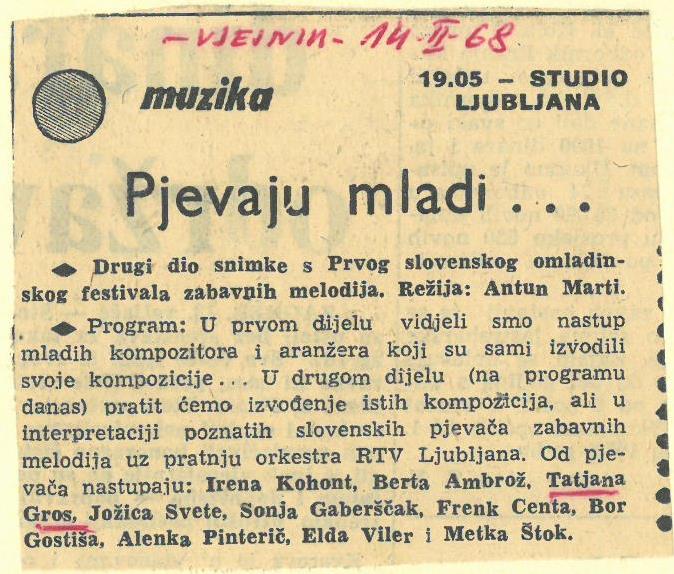 - VJESNIK - 14 II - 68
muzika
19.05 – STUDIO
LJUBLJANA
Pjevaju mladi . . .
◆ Drugi dio snimke s Prvog slovenskog omladin-
skog festivala zabavnih melodija. Režija: Antun Marti.
◆ Program: U prvom dijelu vidjeli smo nastup
mladih kompozitora i aranžera koji su sami izvodili
svoje kompozicije... U drugom dijelu (na programu
danas) pratit ćemo izvođenje istih kompozicija, ali u
interpretaciji poznatih slovenskih pjevača zabavnih
melodija uz pratnju orkestra RTV Ljubljana. Od pje-
vača nastupaju: Irena Kohont, Berta Ambrož, Tatjana
Gros, Jožica Svete, Sonja Gaberščak, Frenk Centa, Bor
Gostiša, Alenka Pinterič, Elda Viler i Metka Štok.